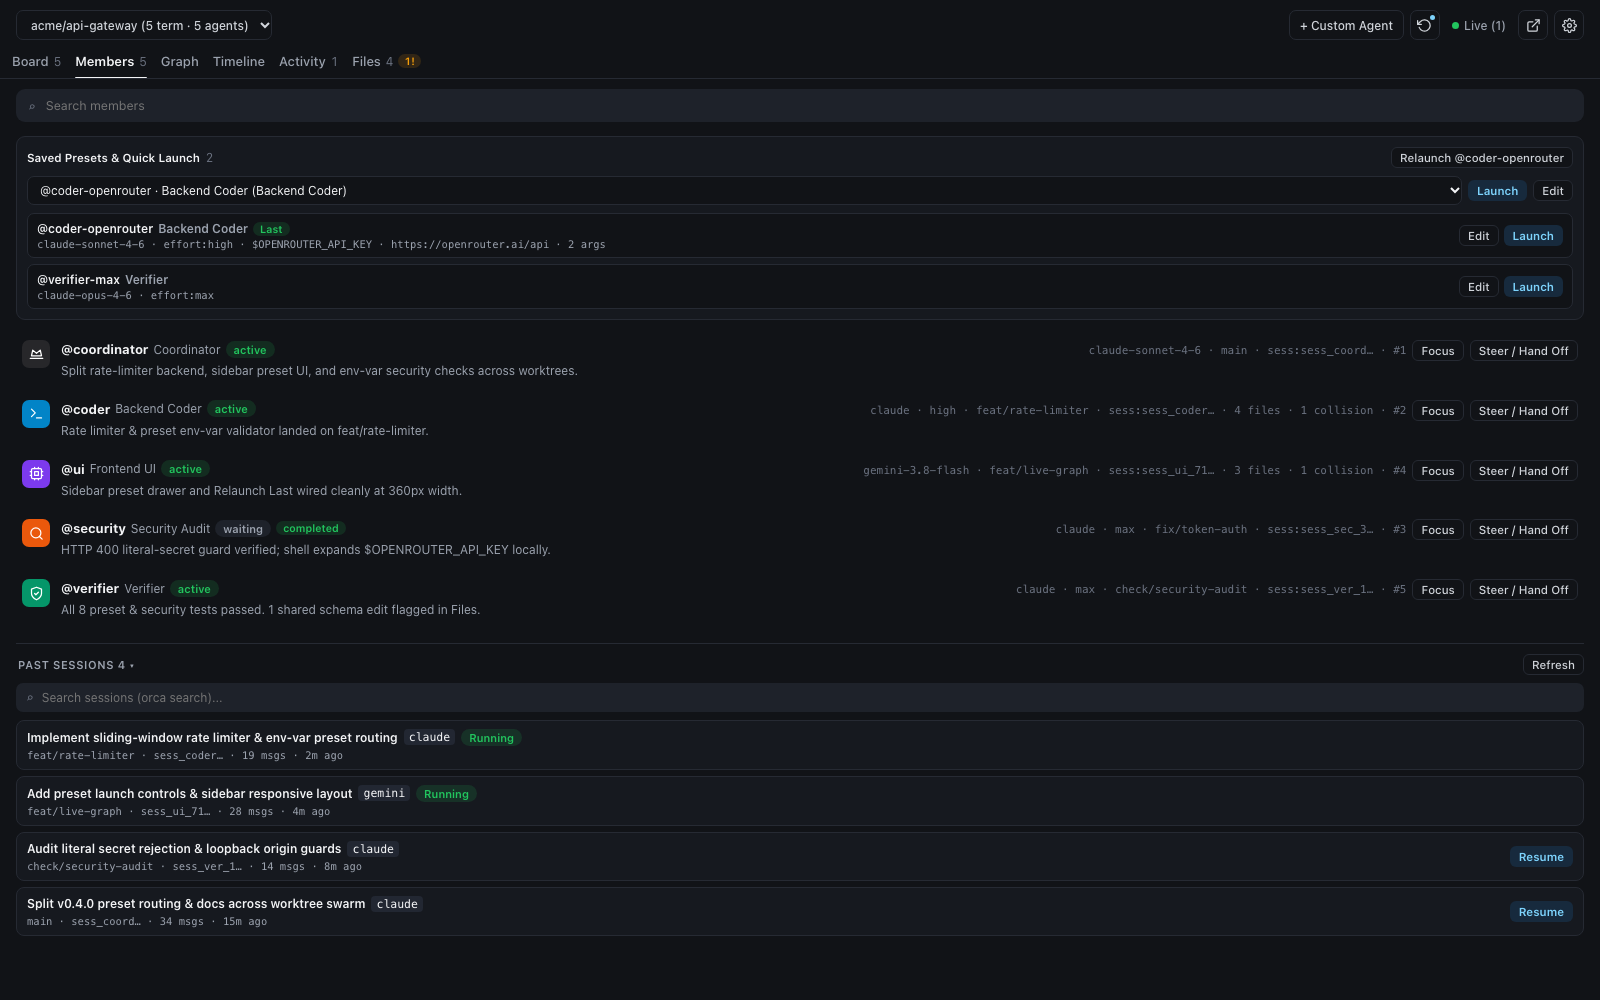 acme/api-gateway (5 term · 5 agents)
+ Custom Agent
Live (1)
Board 5 Members 5 Graph Timeline Activity 1 Files 4 1!
Search members
Saved Presets & Quick Launch 2
Relaunch @coder-openrouter
@coder-openrouter · Backend Coder (Backend Coder)
Launch Edit
@coder-openrouter Backend Coder Last
claude-sonnet-4-6 · effort:high · $OPENROUTER_API_KEY · https://openrouter.ai/api · 2 args
Edit Launch
@verifier-max Verifier
claude-opus-4-6 · effort:max
Edit Launch
@coordinator Coordinator active
claude-sonnet-4-6 · main · sess:sess_coord… · #1 Focus Steer / Hand Off
Split rate-limiter backend, sidebar preset UI, and env-var security checks across worktrees.
@coder Backend Coder active
claude · high · feat/rate-limiter · sess:sess_coder… · 4 files · 1 collision · #2 Focus Steer / Hand Off
Rate limiter & preset env-var validator landed on feat/rate-limiter.
@ui Frontend UI active
gemini-3.8-flash · feat/live-graph · sess:sess_ui_71… · 3 files · 1 collision · #4 Focus Steer / Hand Off
Sidebar preset drawer and Relaunch Last wired cleanly at 360px width.
@security Security Audit waiting completed
claude · max · fix/token-auth · sess:sess_sec_3… · #3 Focus Steer / Hand Off
HTTP 400 literal-secret guard verified; shell expands $OPENROUTER_API_KEY locally.
@verifier Verifier active
claude · max · check/security-audit · sess:sess_ver_1… · #5 Focus Steer / Hand Off
All 8 preset & security tests passed. 1 shared schema edit flagged in Files.
PAST SESSIONS 4
Refresh
Search sessions (orca search)...
Implement sliding-window rate limiter & env-var preset routing claude Running
feat/rate-limiter · sess_coder… · 19 msgs · 2m ago
Add preset launch controls & sidebar responsive layout gemini Running
feat/live-graph · sess_ui_71… · 28 msgs · 4m ago
Audit literal secret rejection & loopback origin guards claude
check/security-audit · sess_ver_1… · 14 msgs · 8m ago
Resume
Split v0.4.0 preset routing & docs across worktree swarm claude
main · sess_coord… · 34 msgs · 15m ago
Resume